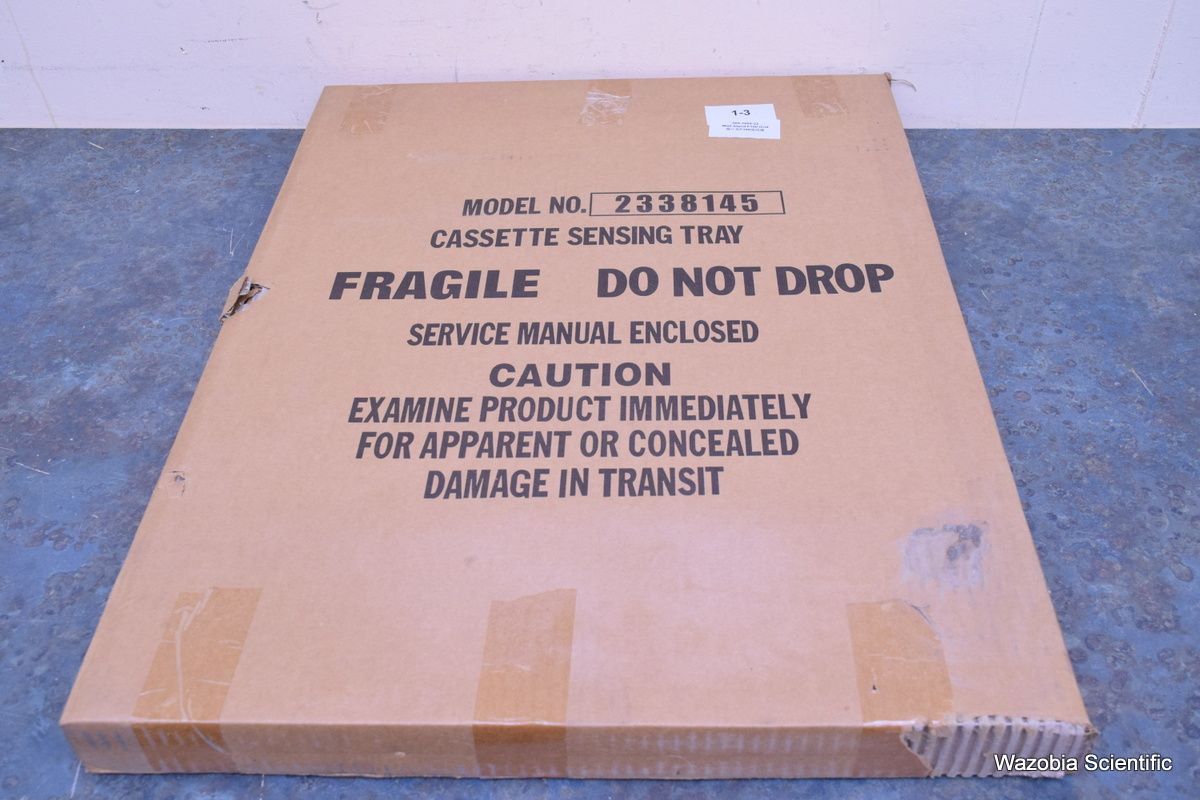 1-3
MODEL NO. 2338145
CASSETTE SENSING TRAY
FRAGILE DO NOT DROP
SERVICE MANUAL ENCLOSED
CAUTION
EXAMINE PRODUCT IMMEDIATELY
FOR APPARENT OR CONCEALED
DAMAGE IN TRANSIT
Wazobia Scientific